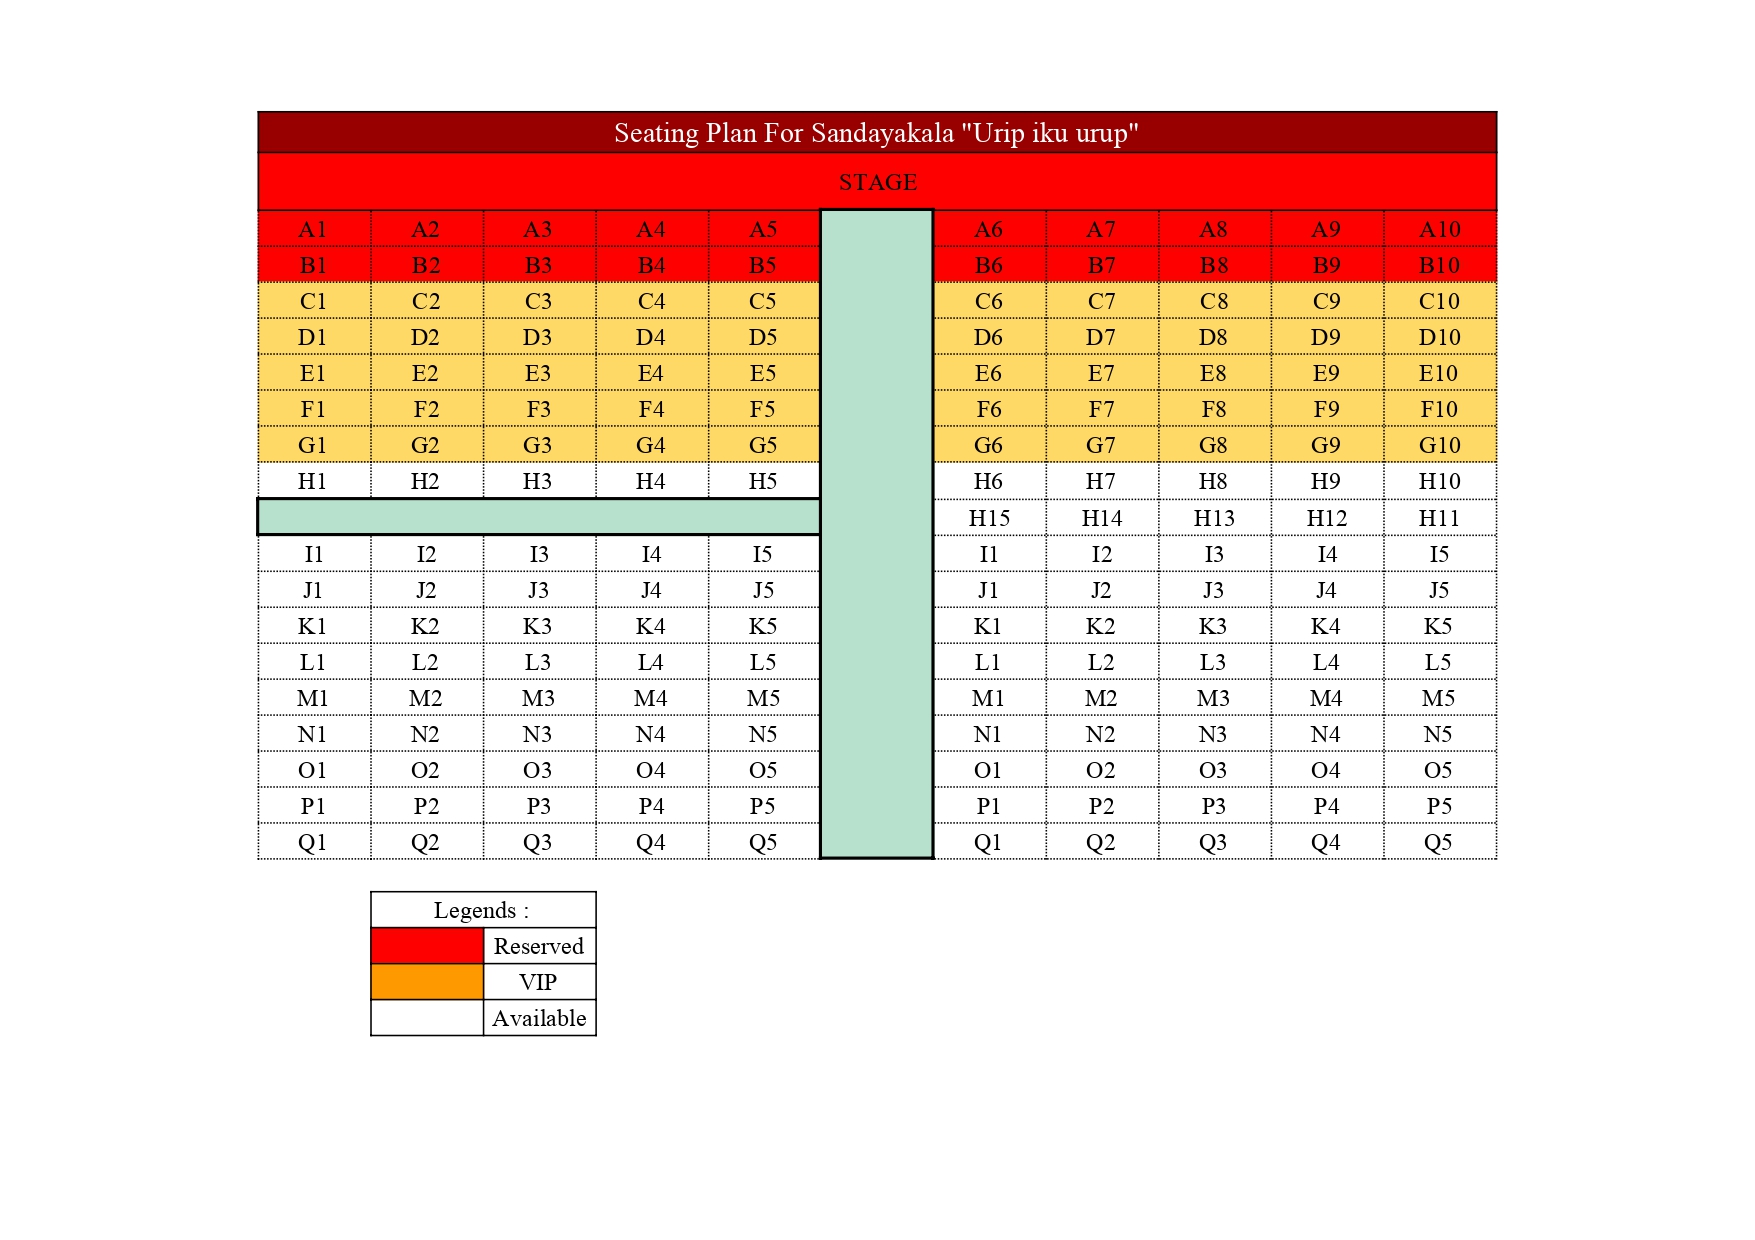 Seating Plan For Sandayakala "Urip iku urup"
STAGE
A1 A2 A3 A4 A5 A6 A7 A8 A9 A10
B1 B2 B3 B4 B5 B6 B7 B8 B9 B10
C1 C2 C3 C4 C5 C6 C7 C8 C9 C10
D1 D2 D3 D4 D5 D6 D7 D8 D9 D10
E1 E2 E3 E4 E5 E6 E7 E8 E9 E10
F1 F2 F3 F4 F5 F6 F7 F8 F9 F10
G1 G2 G3 G4 G5 G6 G7 G8 G9 G10
H1 H2 H3 H4 H5 H6 H7 H8 H9 H10
H15 H14 H13 H12 H11
I1 I2 I3 I4 I5 I1 I2 I3 I4 I5
J1 J2 J3 J4 J5 J1 J2 J3 J4 J5
K1 K2 K3 K4 K5 K1 K2 K3 K4 K5
L1 L2 L3 L4 L5 L1 L2 L3 L4 L5
M1 M2 M3 M4 M5 M1 M2 M3 M4 M5
N1 N2 N3 N4 N5 N1 N2 N3 N4 N5
O1 O2 O3 O4 O5 O1 O2 O3 O4 O5
P1 P2 P3 P4 P5 P1 P2 P3 P4 P5
Q1 Q2 Q3 Q4 Q5 Q1 Q2 Q3 Q4 Q5
Legends :
Reserved
VIP
Available